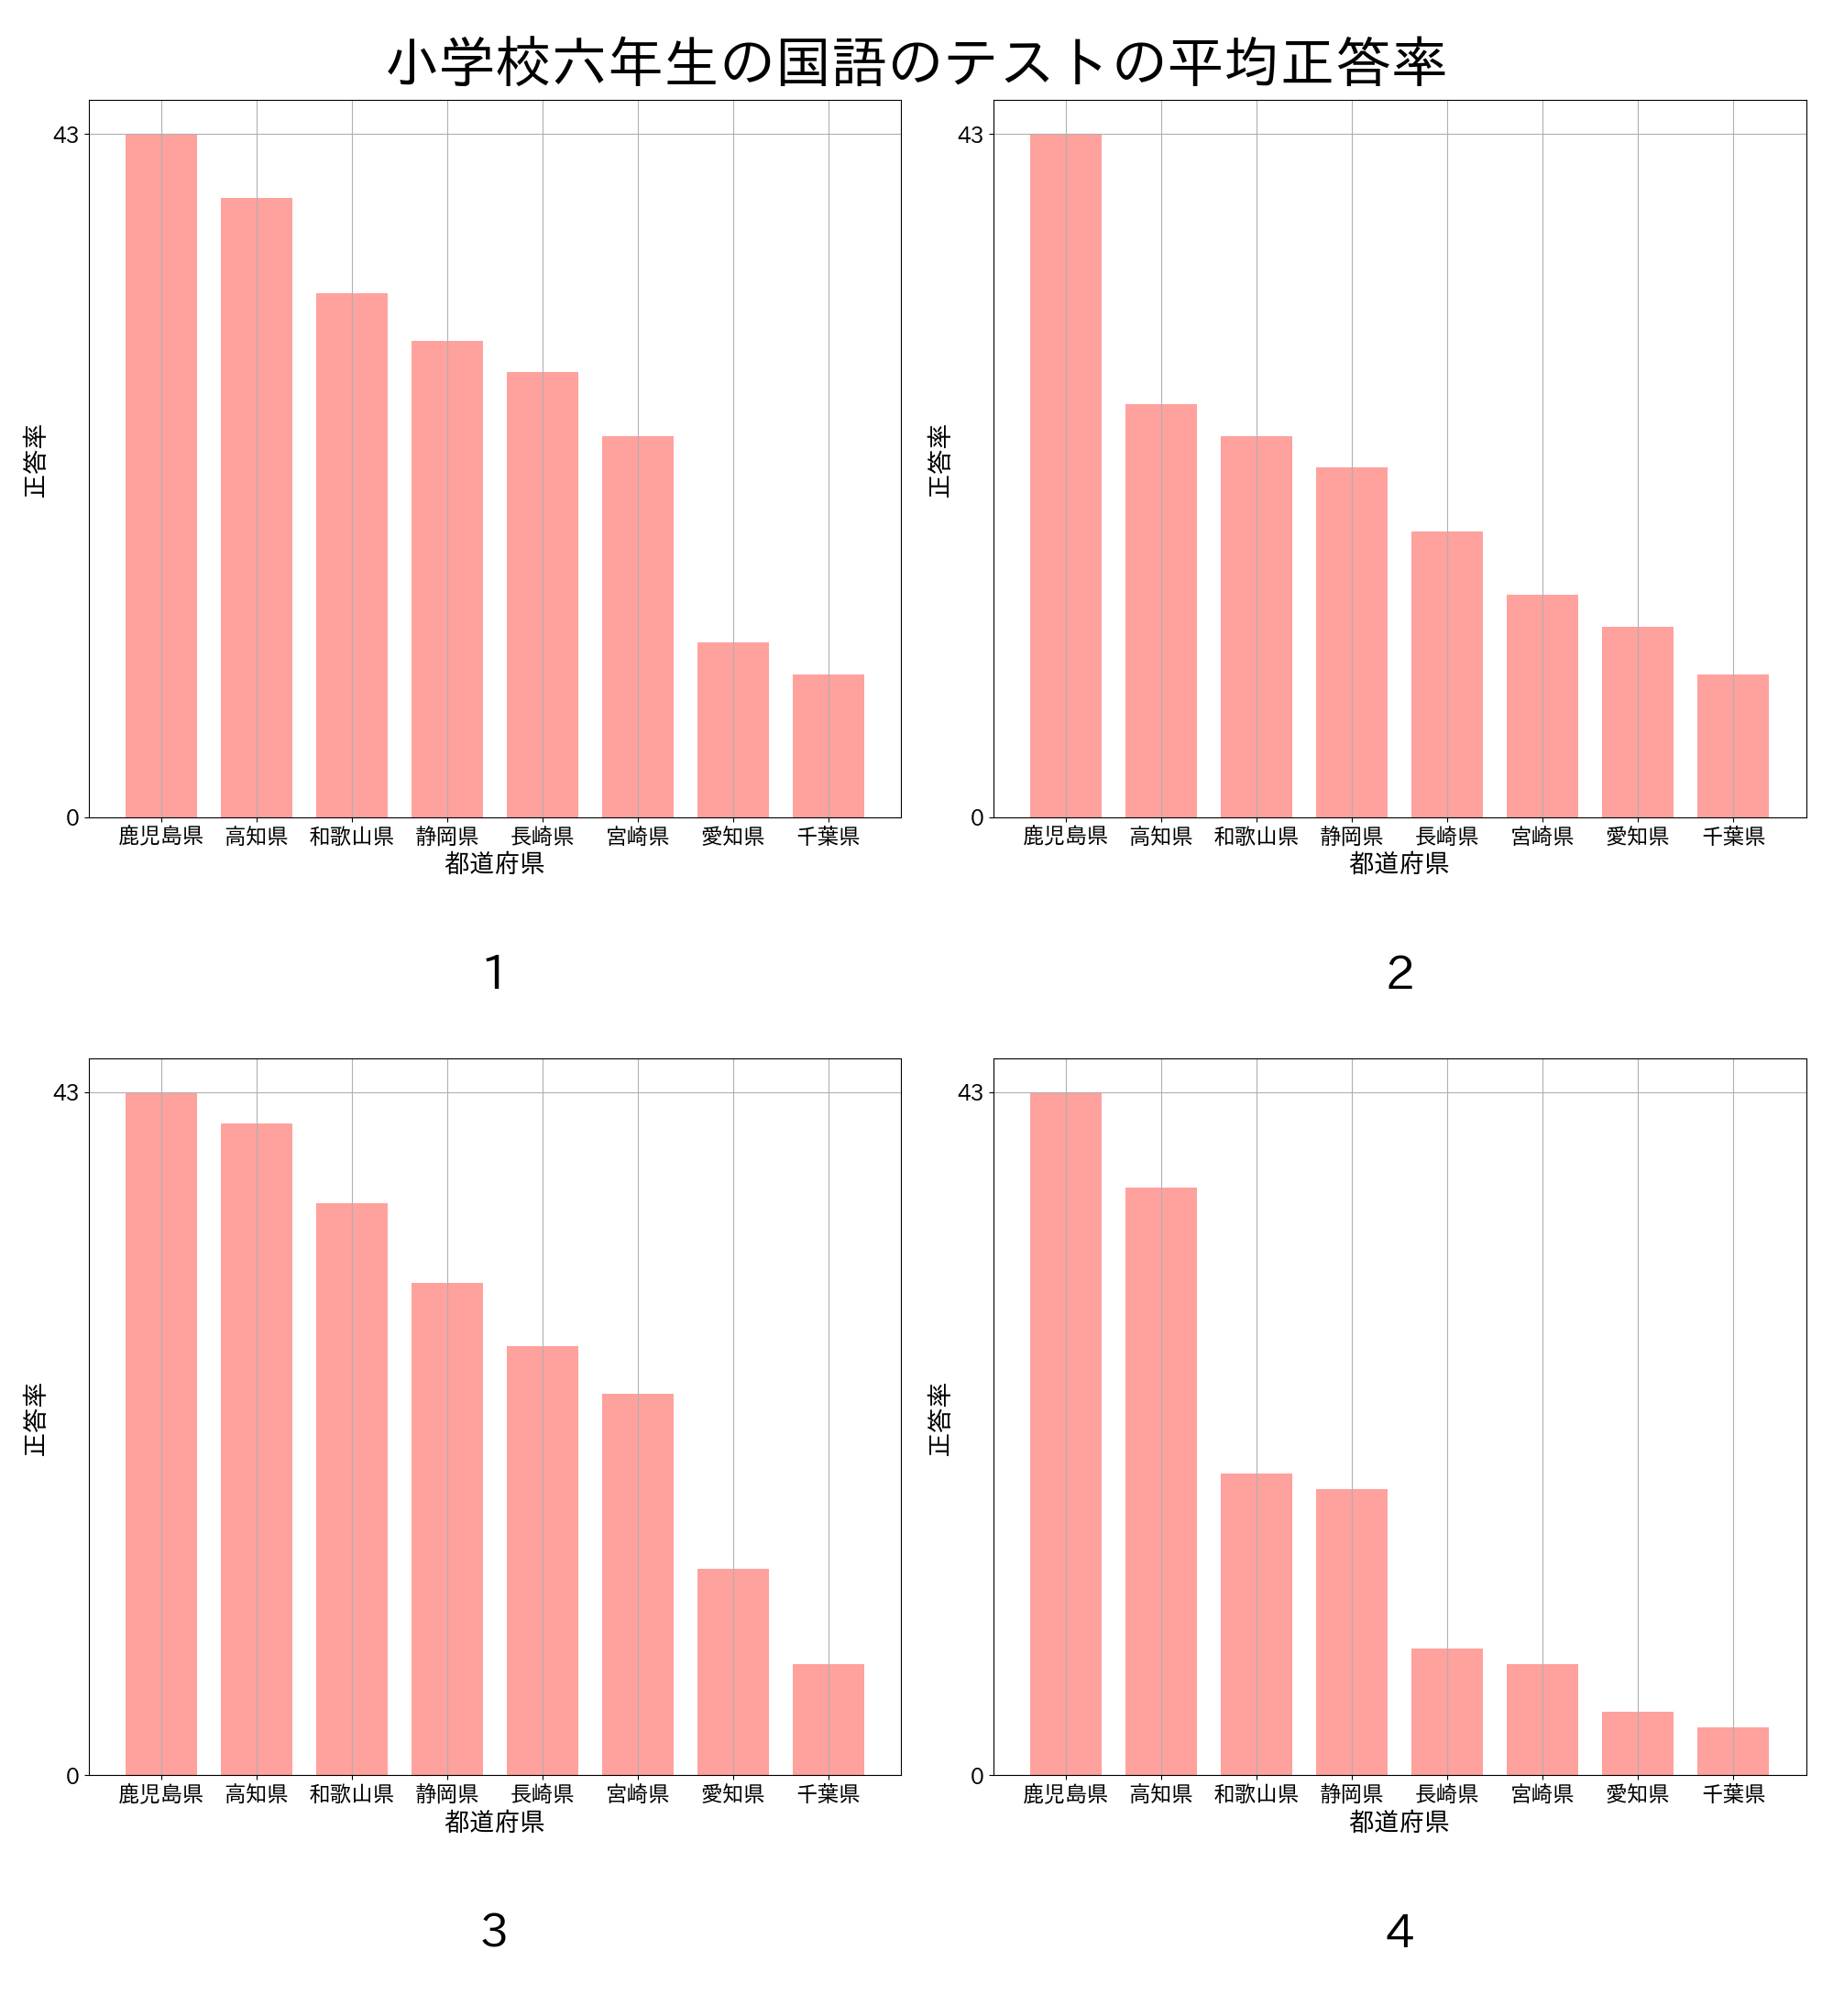 小学校六年生の国語のテストの平均正答率
43
正答率
0
鹿児島県 高知県 和歌山県 静岡県 長崎県 宮崎県 愛知県 千葉県
都道府県
1
43
正答率
0
鹿児島県 高知県 和歌山県 静岡県 長崎県 宮崎県 愛知県 千葉県
都道府県
2
43
正答率
0
鹿児島県 高知県 和歌山県 静岡県 長崎県 宮崎県 愛知県 千葉県
都道府県
3
43
正答率
0
鹿児島県 高知県 和歌山県 静岡県 長崎県 宮崎県 愛知県 千葉県
都道府県
4